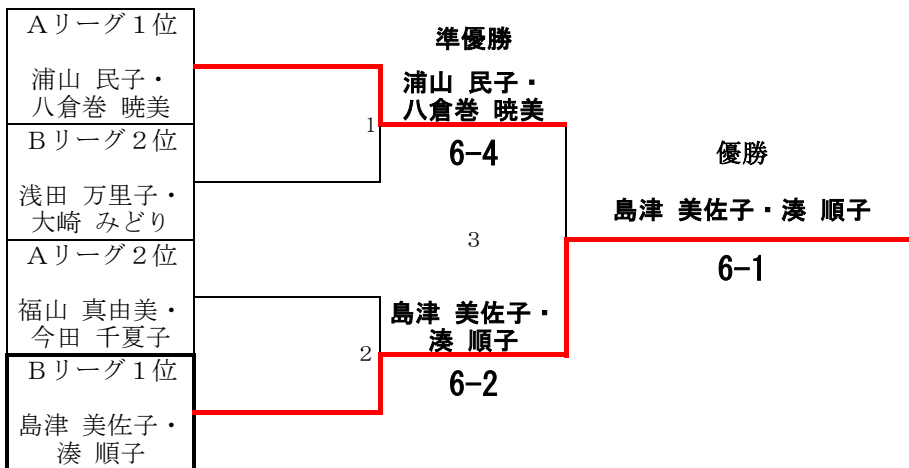 Aリーグ1位
浦山 民子・
八倉巻 暁美
Bリーグ2位
浅田 万里子・
大崎 みどり
Aリーグ2位
福山 真由美・
今田 千夏子
Bリーグ1位
島津 美佐子・
湊 順子
1
2
準優勝
浦山 民子・
八倉巻 暁美
6-4
3
島津 美佐子・
湊 順子
6-2
優勝
島津 美佐子・湊 順子
6-1